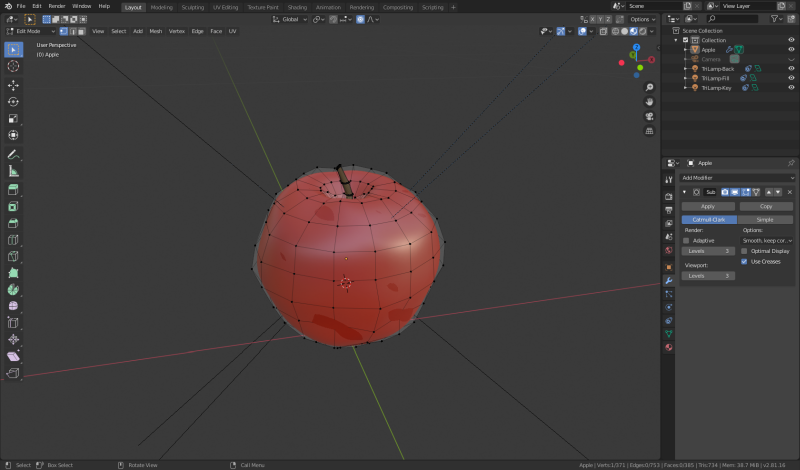 File Edit Render Window Help Layout Modeling Sculpting UV Editing Texture Paint Shading Animation Rendering Compositing Scripting + Scene View Layer
Global X Y Z Options
Edit Mode View Select Add Mesh Vertex Edge Face UV
User Perspective
(0) Apple
Scene Collection
Collection
Apple
Camera
TriLamp-Back
TriLamp-Fill
TriLamp-Key
Apple
Add Modifier
Sub
Apply Copy
Catmull-Clark Simple
Render: Options:
Adaptive Smooth, keep cor..
Levels 3 Optimal Display
Viewport: Use Creases
Levels 3
Z
Select Box Select Rotate View Call Menu Apple | Verts:1/371 | Edges:0/753 | Faces:0/385 | Tris:734 | Mem: 38.7 MiB | v2.81.16